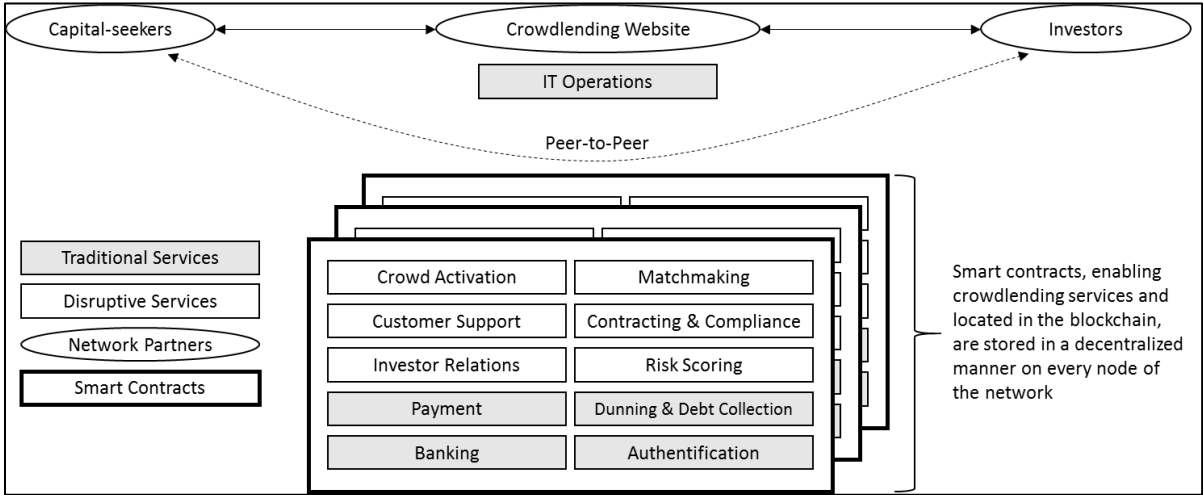 Capital-seekers
Crowdlending Website
Investors
IT Operations
Peer-to-Peer
Traditional Services
Disruptive Services
Network Partners
Smart Contracts
Crowd Activation
Matchmaking
Customer Support
Contracting & Compliance
Investor Relations
Risk Scoring
Payment
Dunning & Debt Collection
Banking
Authentification
Smart contracts, enabling
crowdlending services and
located in the blockchain,
are stored in a decentralized
manner on every node of
the network